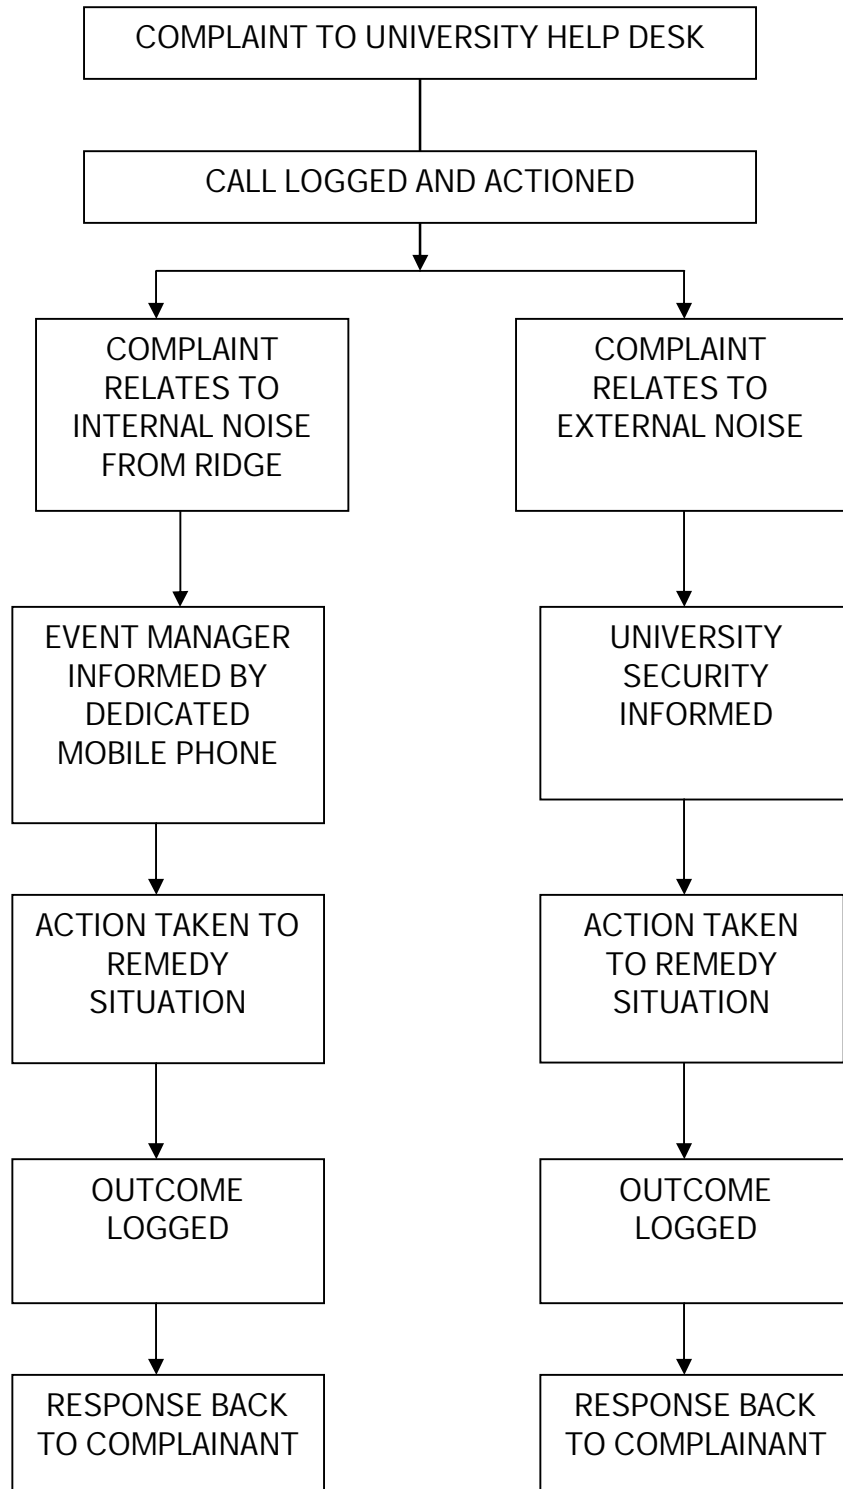 COMPLAINT TO UNIVERSITY HELP DESK
CALL LOGGED AND ACTIONED
COMPLAINT
RELATES TO
INTERNAL NOISE
FROM RIDGE
COMPLAINT
RELATES TO
EXTERNAL NOISE
EVENT MANAGER
INFORMED BY
DEDICATED
MOBILE PHONE
UNIVERSITY
SECURITY
INFORMED
ACTION TAKEN TO
REMEDY
SITUATION
ACTION TAKEN
TO REMEDY
SITUATION
OUTCOME
LOGGED
OUTCOME
LOGGED
RESPONSE BACK
TO COMPLAINANT
RESPONSE BACK
TO COMPLAINANT